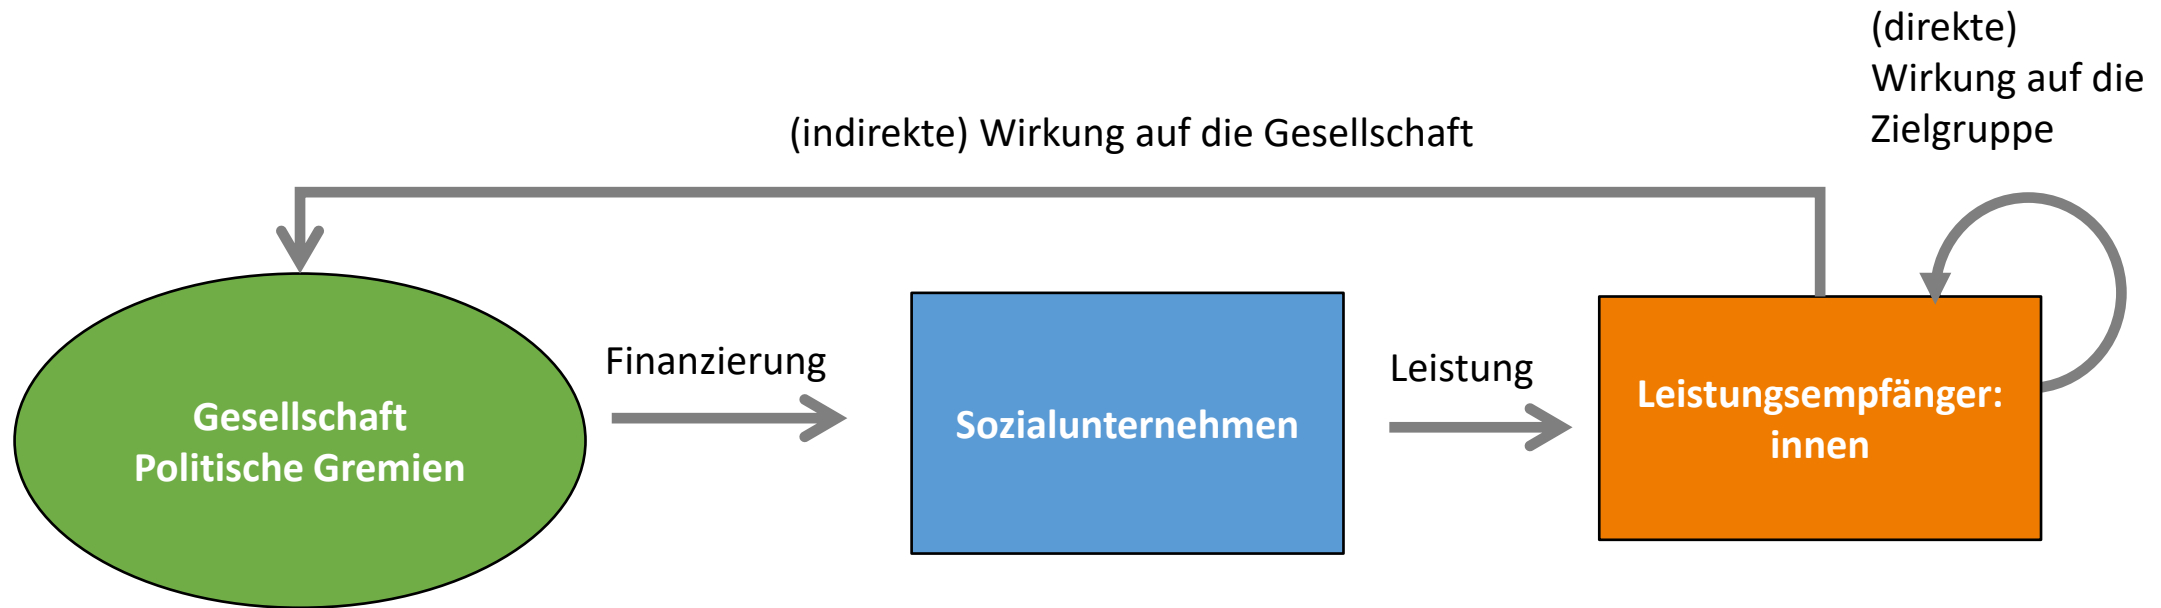 (direkte)
Wirkung auf die
Zielgruppe
(indirekte) Wirkung auf die Gesellschaft
Gesellschaft
Politische Gremien
Finanzierung
Sozialunternehmen
Leistung
Leistungsempfänger:
innen